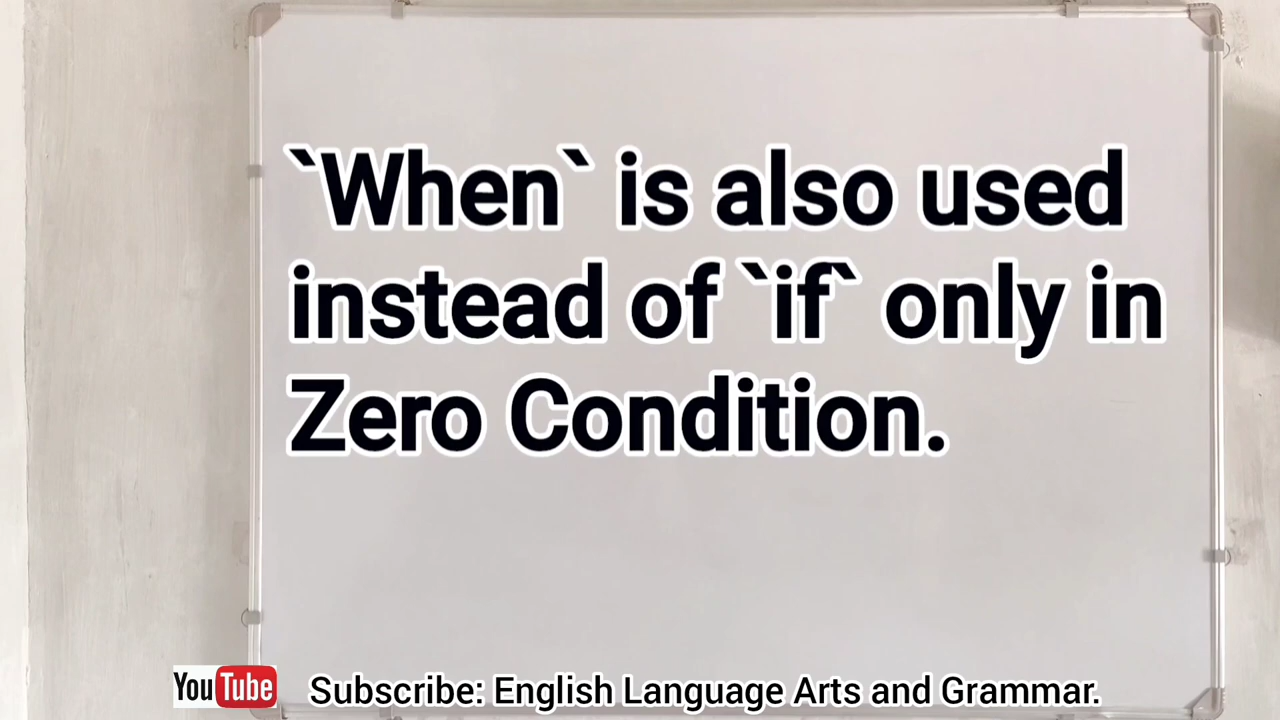 `When` is also used
instead of `if` only in
Zero Condition.
YouTube Subscribe: English Language Arts and Grammar.